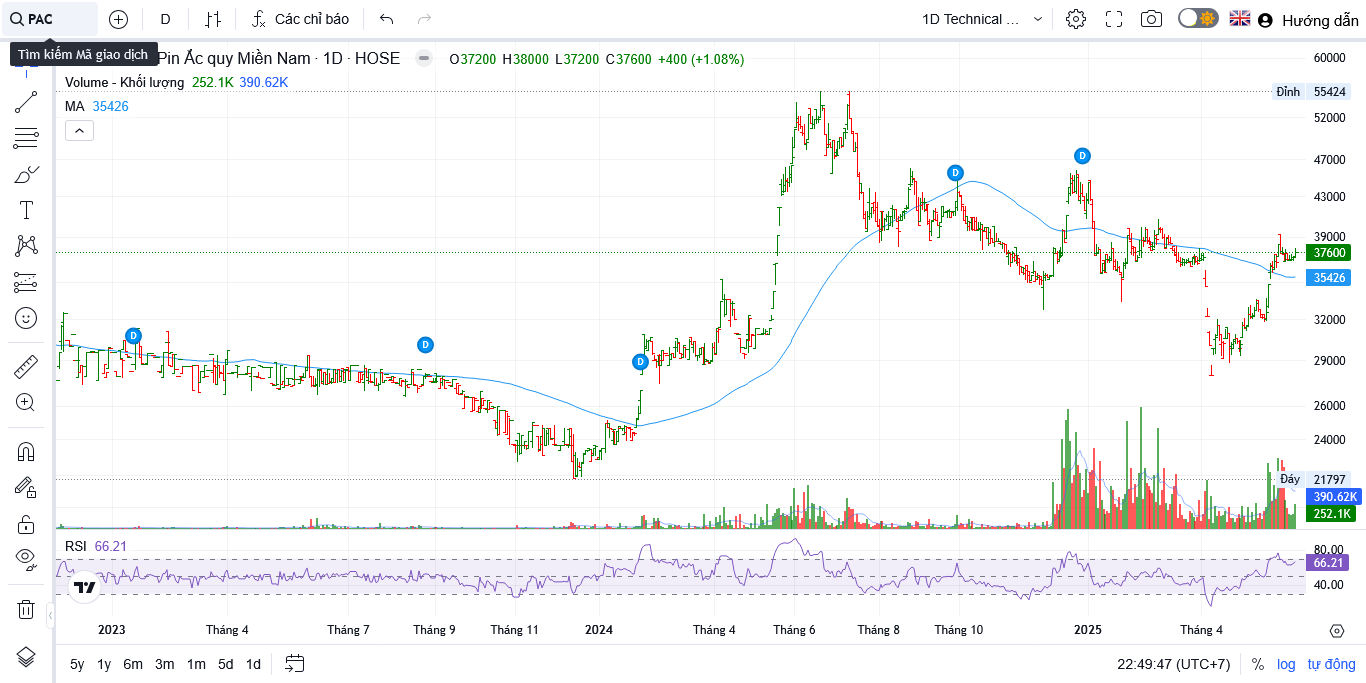 PAC
D
Các chỉ báo
1D Technical ...
Hướng dẫn
Tìm kiếm Mã giao dịch
Pin Ắc quy Miền Nam · 1D · HOSE
O37200 H38000 L37200 C37600 +400 (+1.08%)
Volume - Khối lượng 252.1K 390.62K
MA 35426
60000
Đỉnh 55424
52000
47000
43000
39000
37600
35426
32000
29000
26000
24000
Đáy 21797
390.62K
252.1K
D
D
D
D
D
RSI 66.21
80.00
66.21
40.00
2023 Tháng 4 Tháng 7 Tháng 9 Tháng 11 2024 Tháng 4 Tháng 6 Tháng 8 Tháng 10 2025 Tháng 4
5y 1y 6m 3m 1m 5d 1d
22:49:47 (UTC+7) % log tự động